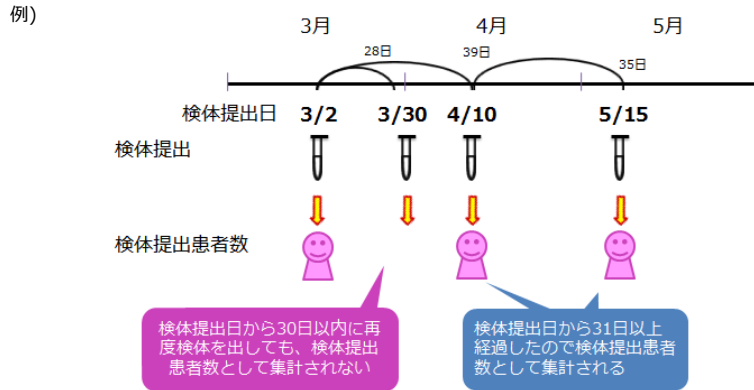 例)
3月 4月 5月
28日 39日 35日
検体提出日 3/2 3/30 4/10 5/15
検体提出
検体提出患者数
検体提出日から30日以内に再
度検体を出しても、検体提出
患者数として集計されない
検体提出日から31日以上
経過したので検体提出患者
数として集計される